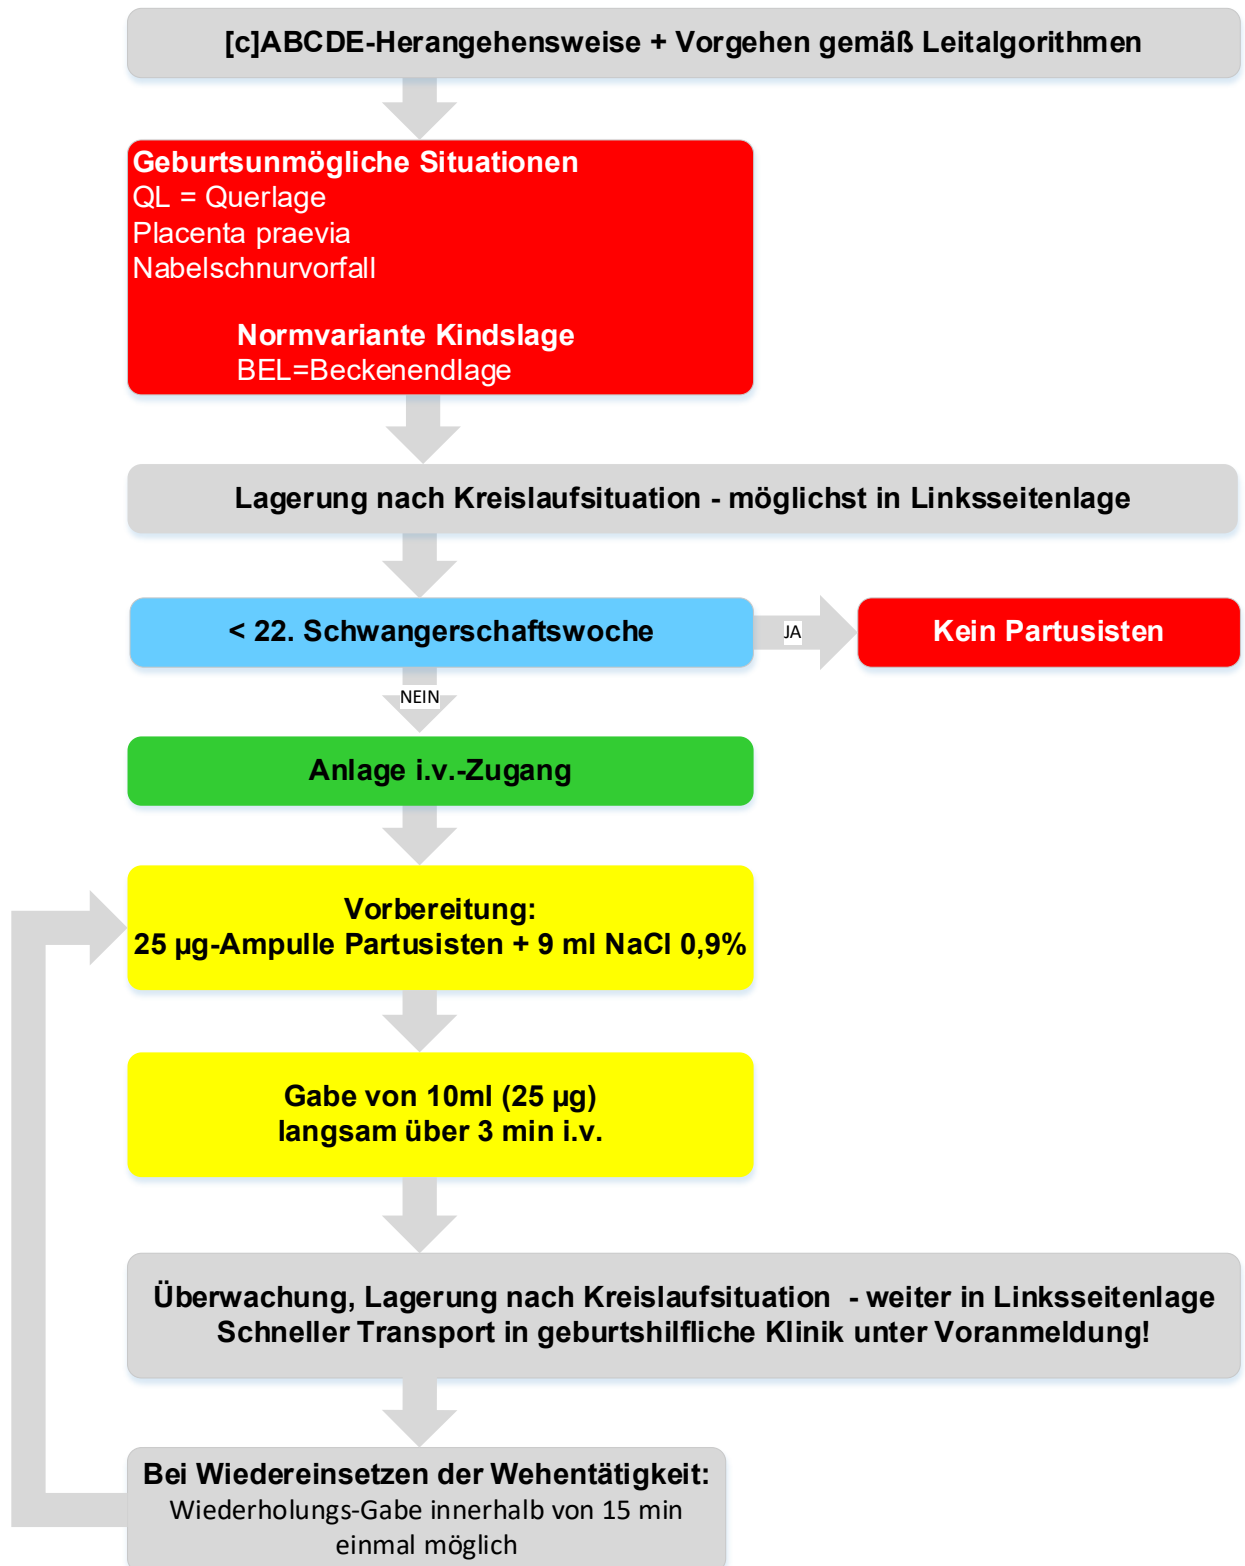 [c]ABCDE-Herangehensweise + Vorgehen gemäß Leitalgorithmen
Geburtsunmögliche Situationen
QL = Querlage
Placenta praevia
Nabelschnurvorfall
Normvariante Kindslage
BEL=Beckenendlage
Lagerung nach Kreislaufsituation - möglichst in Linksseitenlage
< 22. Schwangerschaftswoche
JA
Kein Partusisten
NEIN
Anlage i.v.-Zugang
Vorbereitung:
25 µg-Ampulle Partusisten + 9 ml NaCl 0,9%
Gabe von 10ml (25 µg)
langsam über 3 min i.v.
Überwachung, Lagerung nach Kreislaufsituation - weiter in Linksseitenlage
Schneller Transport in geburtshilfliche Klinik unter Voranmeldung!
Bei Wiedereinsetzen der Wehentätigkeit:
Wiederholungs-Gabe innerhalb von 15 min
einmal möglich